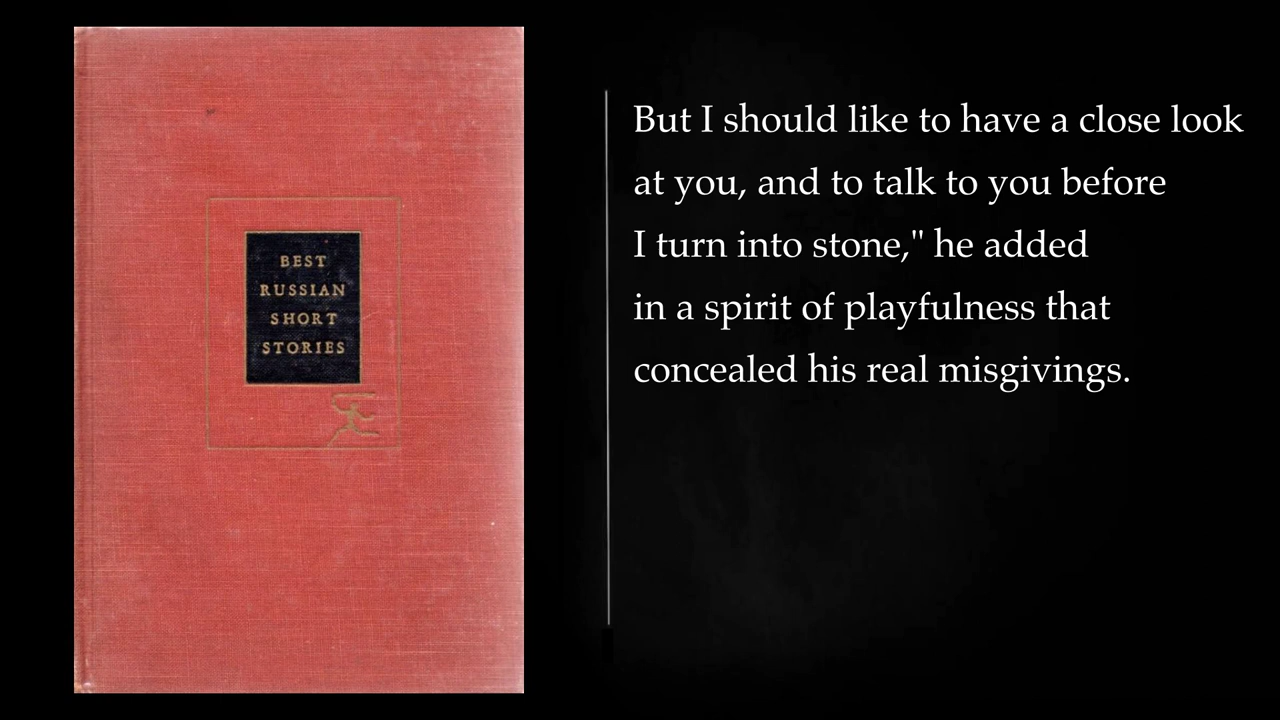 BEST
RUSSIAN
SHORT
STORIES
But I should like to have a close look
at you, and to talk to you before
I turn into stone," he added
in a spirit of playfulness that
concealed his real misgivings.